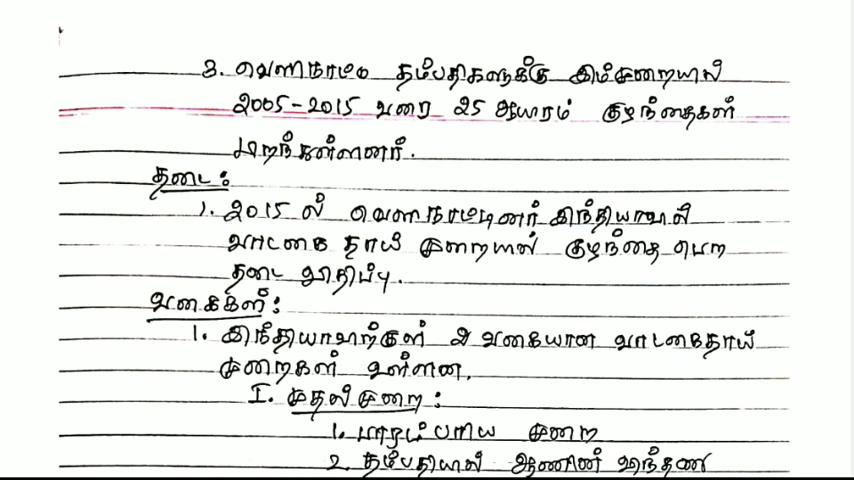 3. வெளிநாட்டு தம்பதிகளுக்கு இம்முறையில்
2005-2015 வரை 25 ஆயிரம் குழந்தைகள்
பிறந்துள்ளனர்.
தடை:
1. 2015 ல் வெளிநாட்டினர் இந்தியாவில்
வாடகை தாய் முறையில் குழந்தை பெற
தடை விதிப்பு.
வகைகள்:
1. இந்தியாவிற்குள் 2 வகையான வாடகைதாய்
முறைகள் உள்ளன.
I. முதல்முறை:
1. பாரம்பரிய முறை
2. தம்பதியில் ஆணின் விந்தணு